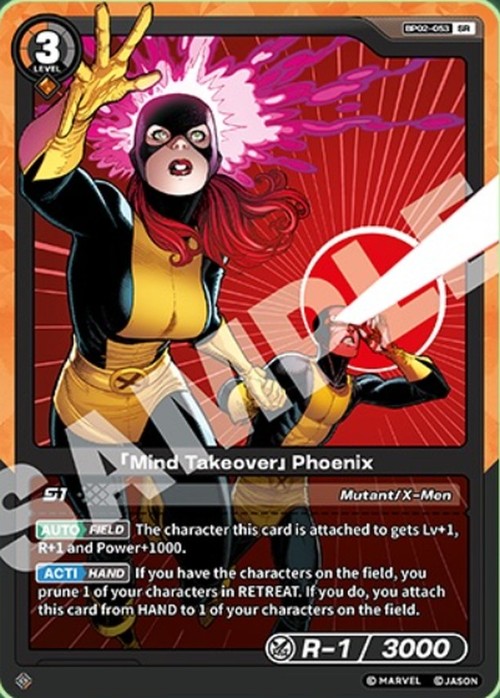 3
LEVEL
BP02-053 SR
SAMPLE
「Mind Takeover」 Phoenix
S1
Mutant/X-Men
AUTO FIELD The character this card is attached to gets Lv+1,
R+1 and Power+1000.
ACTI HAND If you have the characters on the field, you
prune 1 of your characters in RETREAT. If you do, you attach
this card from HAND to 1 of your characters on the field.
R-1 / 3000
© MARVEL ©JASON